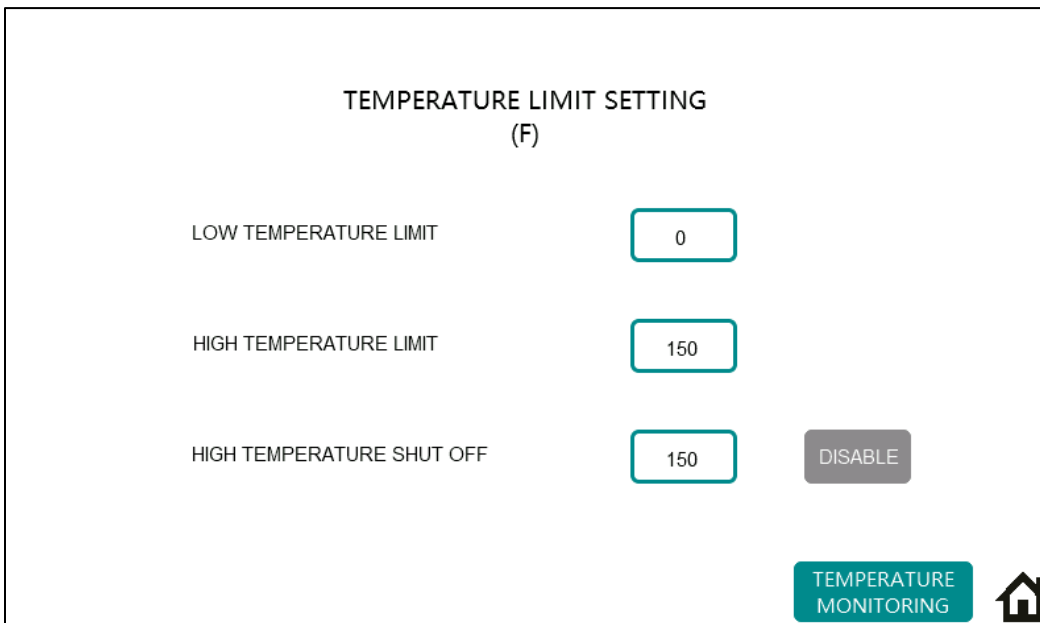 TEMPERATURE LIMIT SETTING
(F)
LOW TEMPERATURE LIMIT
0
HIGH TEMPERATURE LIMIT
150
HIGH TEMPERATURE SHUT OFF
150
DISABLE
TEMPERATURE
MONITORING